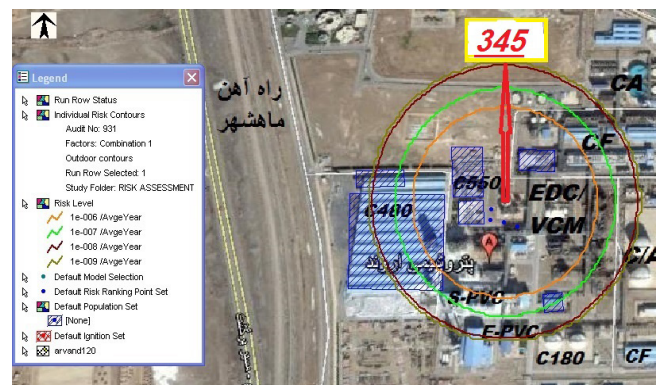 345
Legend
Run Row Status
Individual Risk Contours
Audit No: 931
Factors: Combination 1
Outdoor contours
Run Row Selected: 1
Study Folder: RISK ASSESSMENT
Risk Level
1e-006 /AvgeYear
1e-007 /AvgeYear
1e-008 /AvgeYear
1e-009 /AvgeYear
Default Model Selection
Default Risk Ranking Point Set
Default Population Set
[None]
Default Ignition Set
arvand120
راه آهن
ماهشهر
CA
CF
C550
EDC/
VCM
C480
A
پتروشیمی اروند
C/A
S-PVC
E-PVC
C180
CF